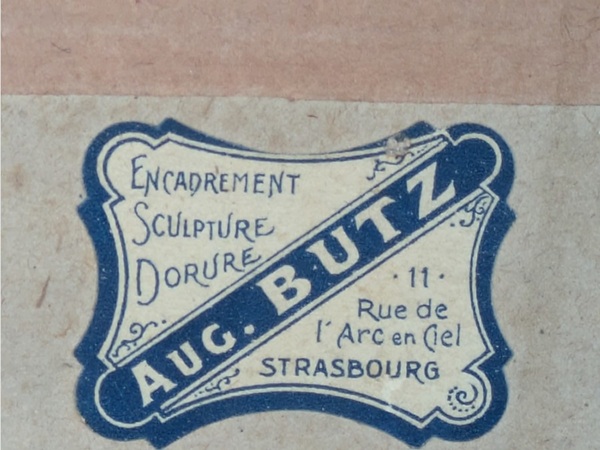 ENCADREMENT
SCULPTURE
DORURE
AUG. BUTZ
· 11 ·
Rue de
l'Arc en Ciel
STRASBOURG